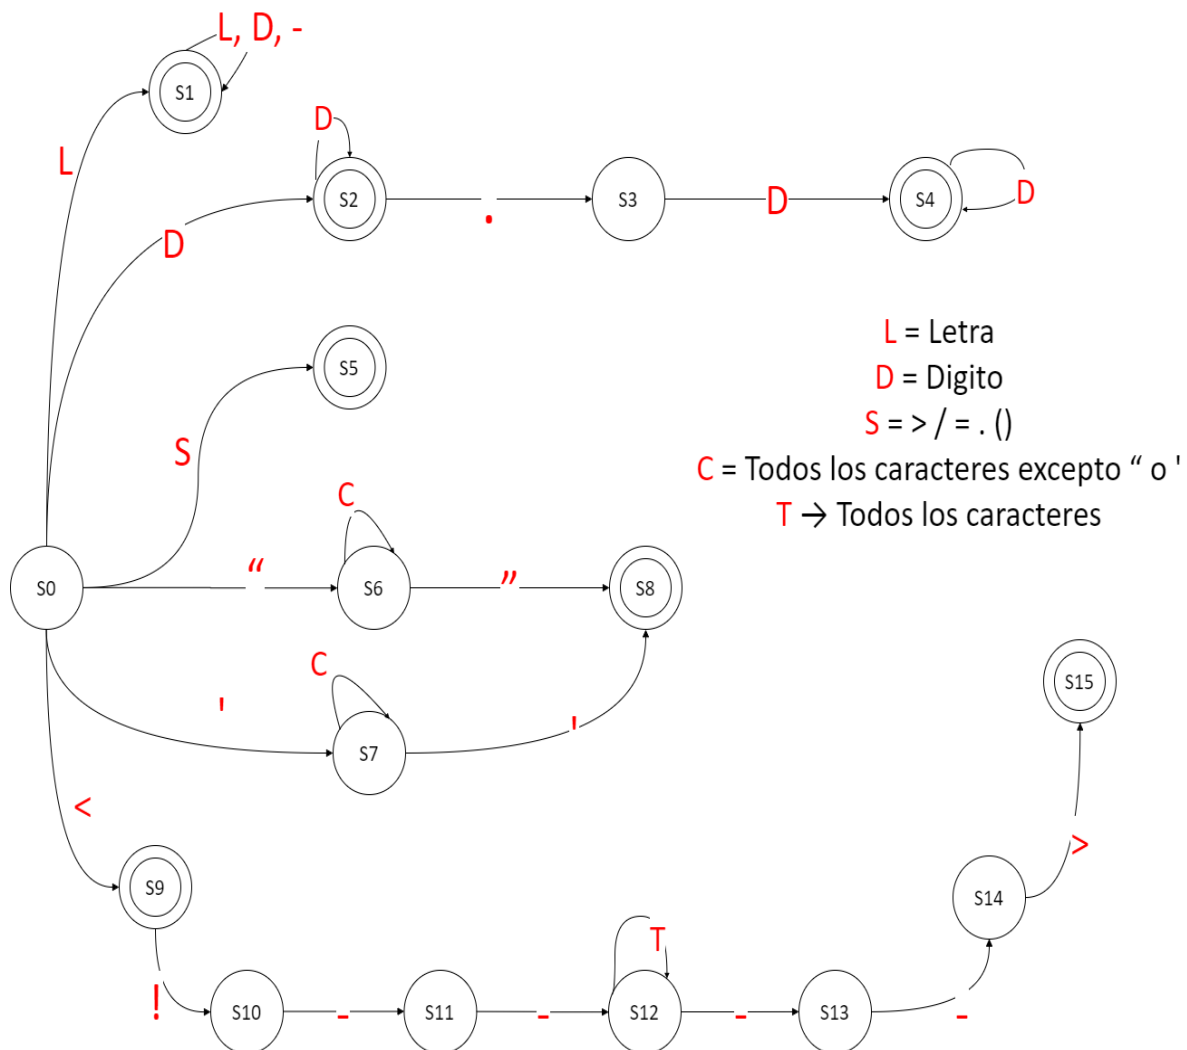 L, D, -
S1
D
L
S2
.
S3
D
S4
D
D
L = Letra
S5
D = Digito
S = > / = . ()
S
C = Todos los caracteres excepto “ o '
C
T → Todos los caracteres
S0
“
S6
”
S8
C
'
S7
'
S15
<
>
S9
S14
T
!
S10
-
S11
-
S12
-
S13
-